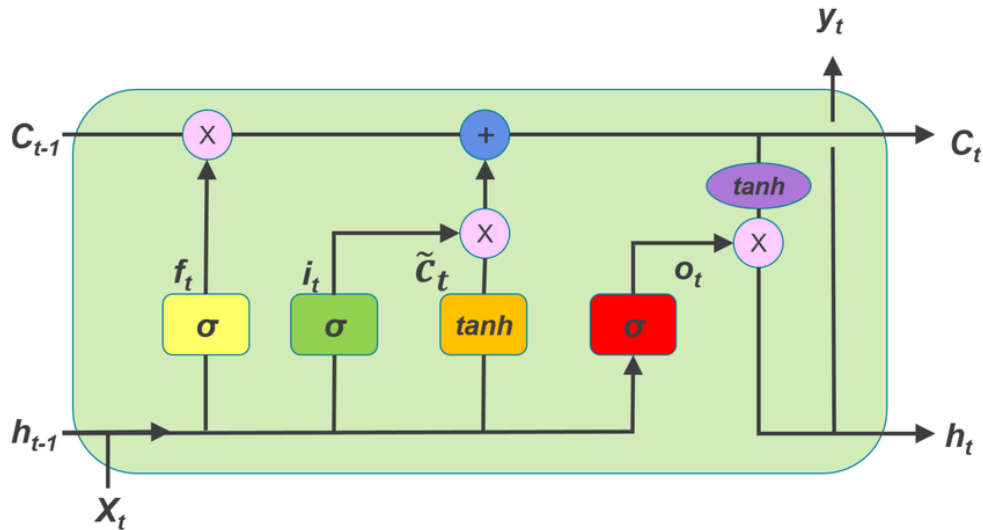 yₜ
Cₜ₋₁
X
+
Cₜ
tanh
X
X
fₜ
iₜ
c̃ₜ
oₜ
σ
σ
tanh
σ
hₜ₋₁
hₜ
Xₜ